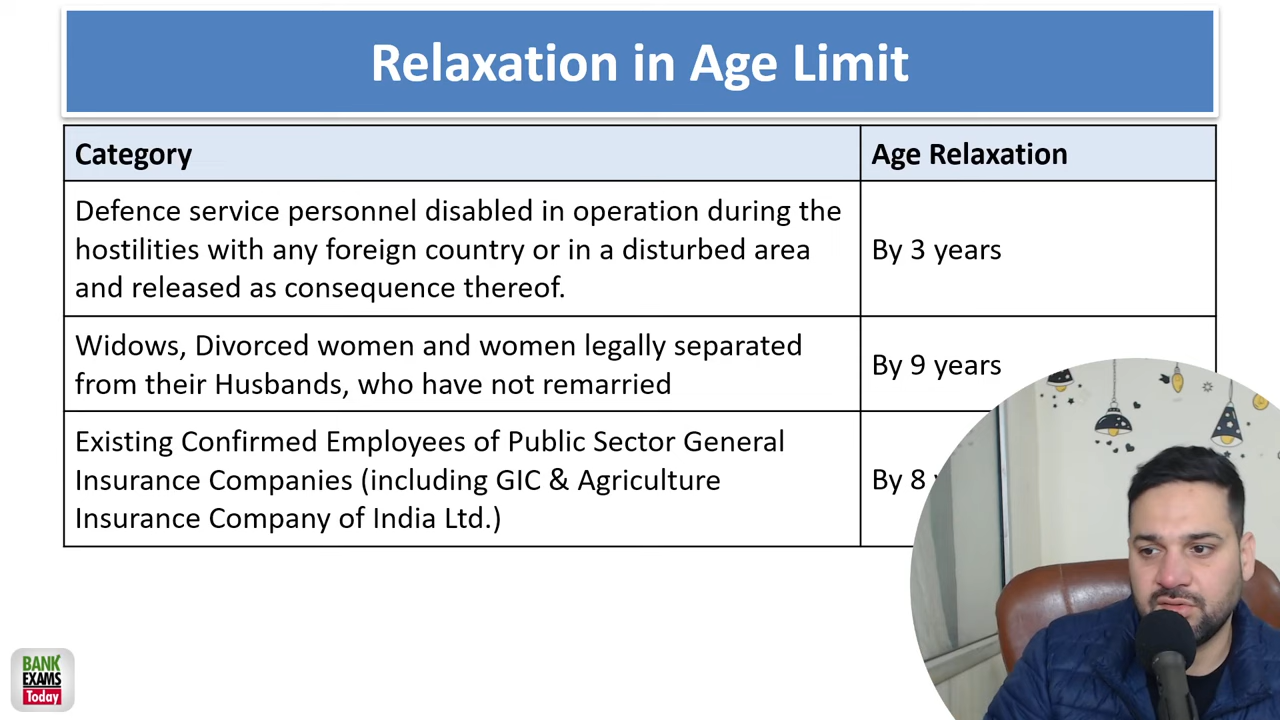 Relaxation in Age Limit
Category
Age Relaxation
Defence service personnel disabled in operation during the
hostilities with any foreign country or in a disturbed area
and released as consequence thereof.
By 3 years
Widows, Divorced women and women legally separated
from their Husbands, who have not remarried
By 9 years
Existing Confirmed Employees of Public Sector General
Insurance Companies (including GIC & Agriculture
Insurance Company of India Ltd.)
By 8
BANK
EXAMS
Today